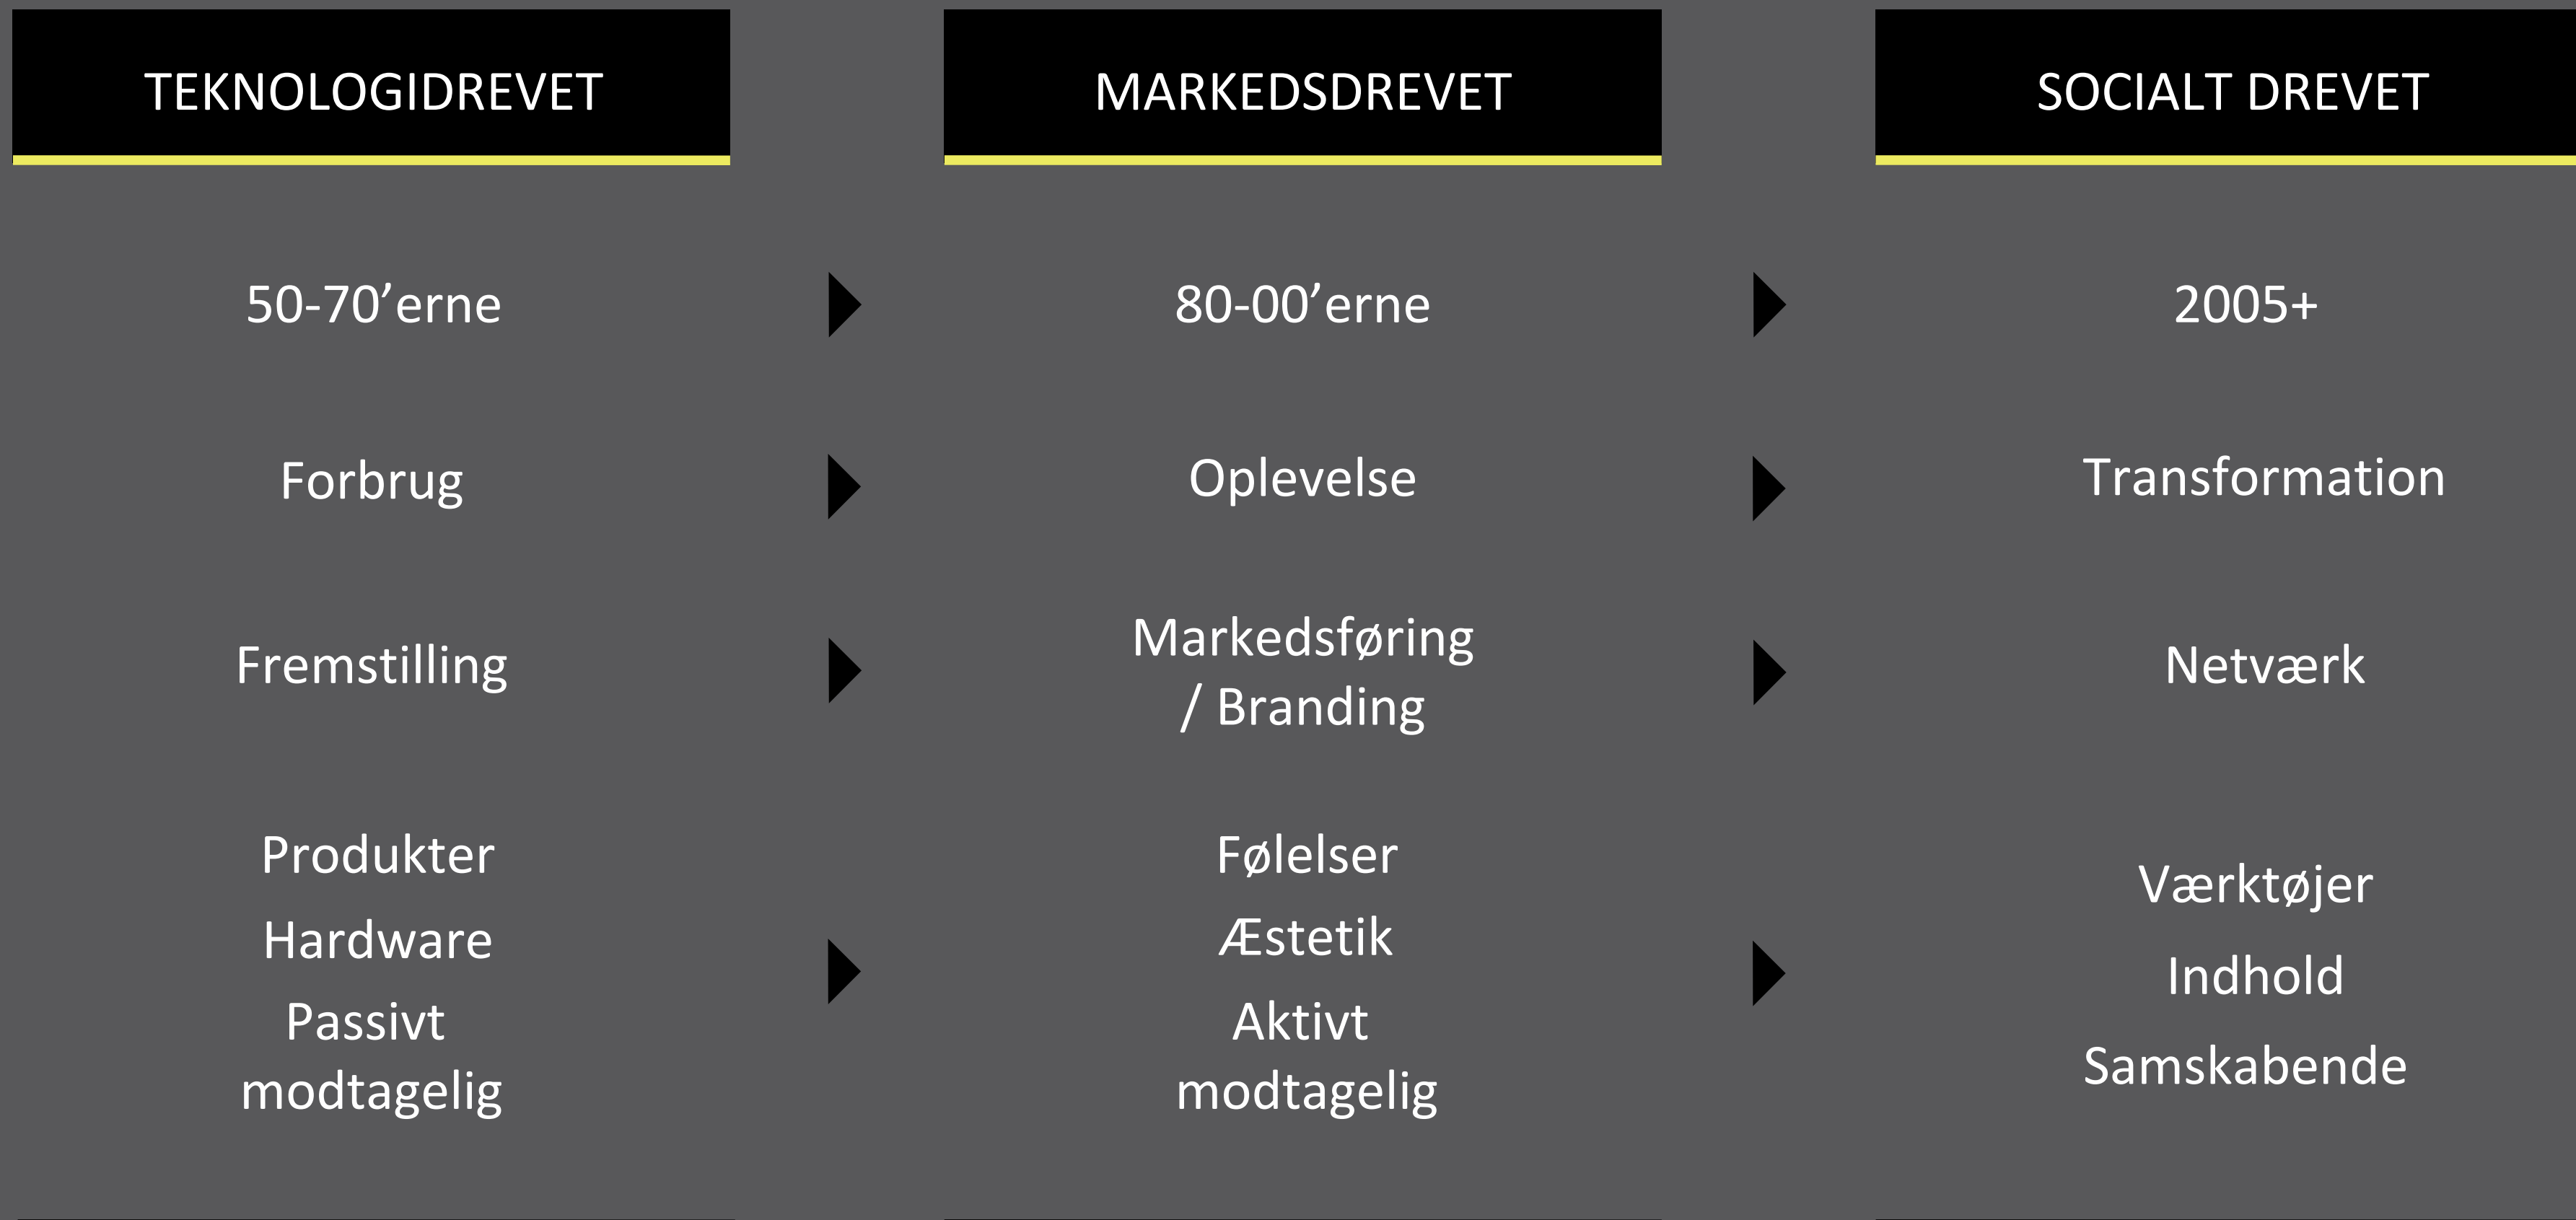 TEKNOLOGIDREVET
MARKEDSDREVET
SOCIALT DREVET
50-70’erne
80-00’erne
2005+
Forbrug
Oplevelse
Transformation
Fremstilling
Markedsføring
/ Branding
Netværk
Produkter
Hardware
Passivt
modtagelig
Følelser
Æstetik
Aktivt
modtagelig
Værktøjer
Indhold
Samskabende